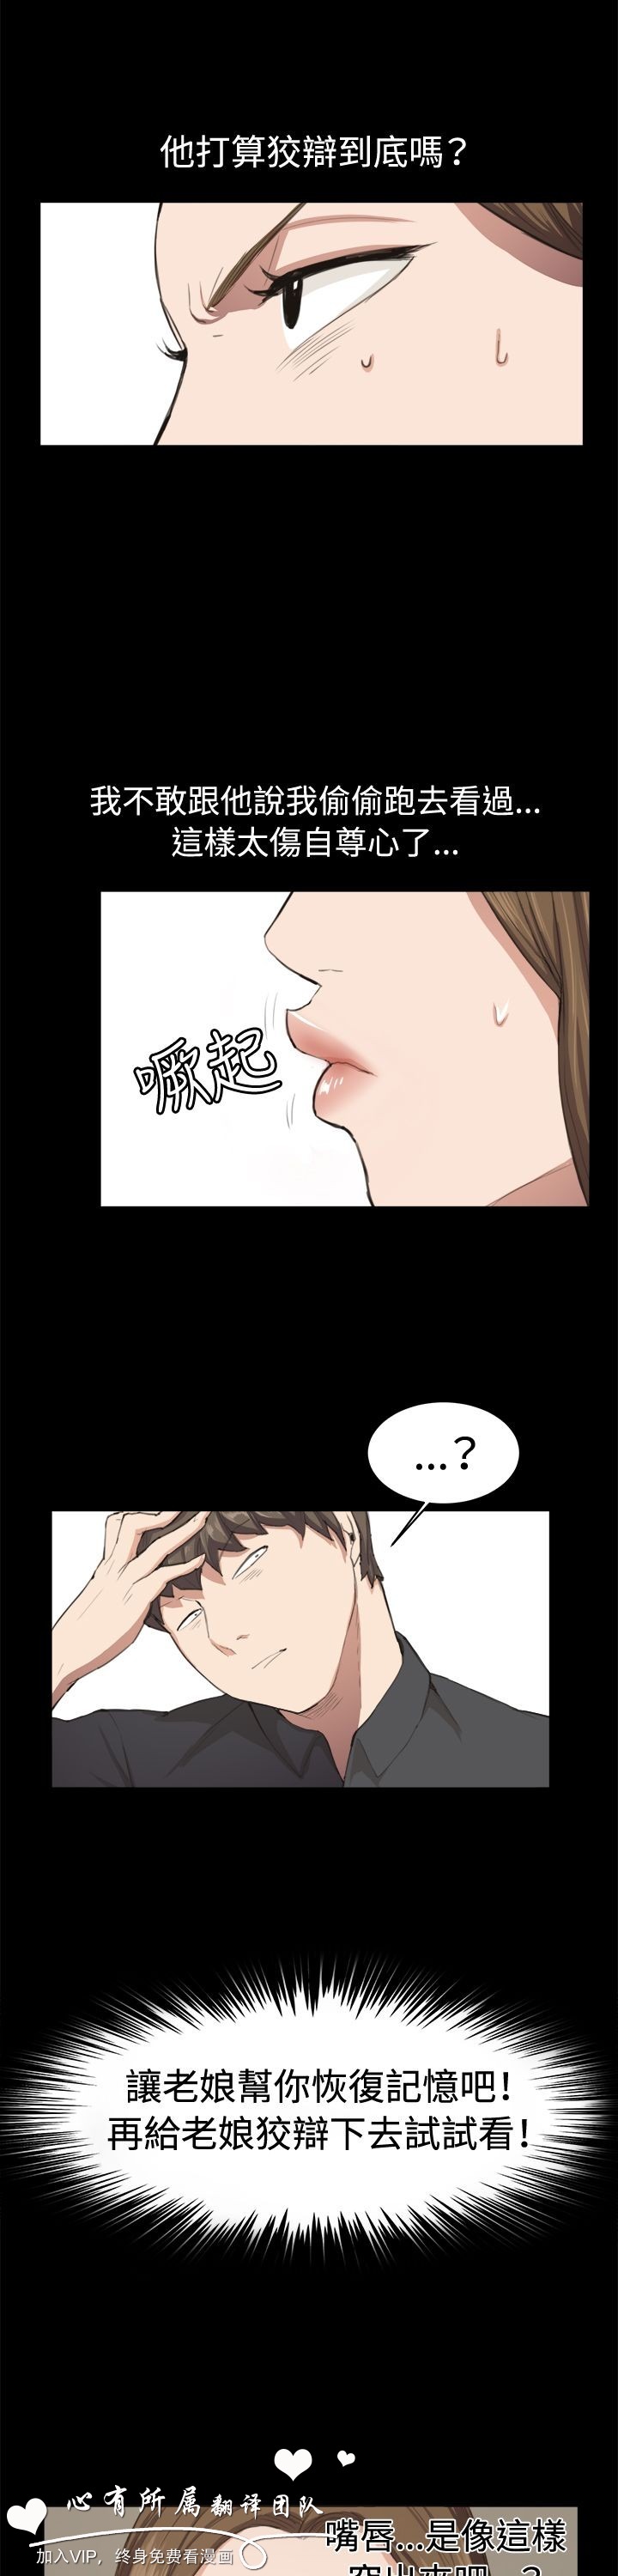 他打算狡辯到底嗎？
我不敢跟他說我偷偷跑去看過...
這樣太傷自尊心了...
噘起
...？
讓老娘幫你恢復記憶吧！
再給老娘狡辯下去試試看！
心有所属翻译团队
加入VIP，终身免费看漫画
嘴唇...是像這樣
突出來吧...?